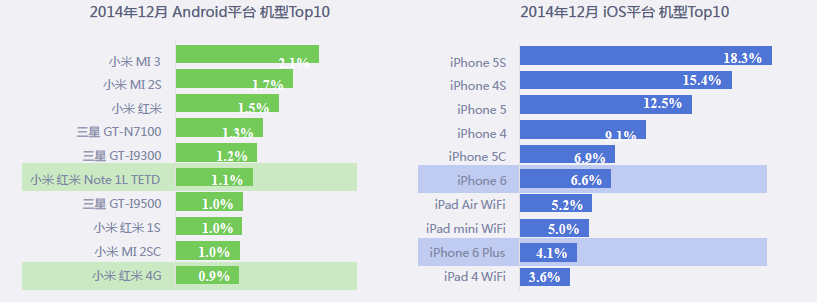 2014年12月 Android平台 机型Top10
小米 MI 3 2.1%
小米 MI 2S 1.7%
小米 红米 1.5%
三星 GT-N7100 1.3%
三星 GT-I9300 1.2%
小米 红米 Note 1L TETD 1.1%
三星 GT-I9500 1.0%
小米 红米 1S 1.0%
小米 MI 2SC 1.0%
小米 红米 4G 0.9%
2014年12月 iOS平台 机型Top10
iPhone 5S 18.3%
iPhone 4S 15.4%
iPhone 5 12.5%
iPhone 4 9.1%
iPhone 5C 6.9%
iPhone 6 6.6%
iPad Air WiFi 5.2%
iPad mini WiFi 5.0%
iPhone 6 Plus 4.1%
iPad 4 WiFi 3.6%